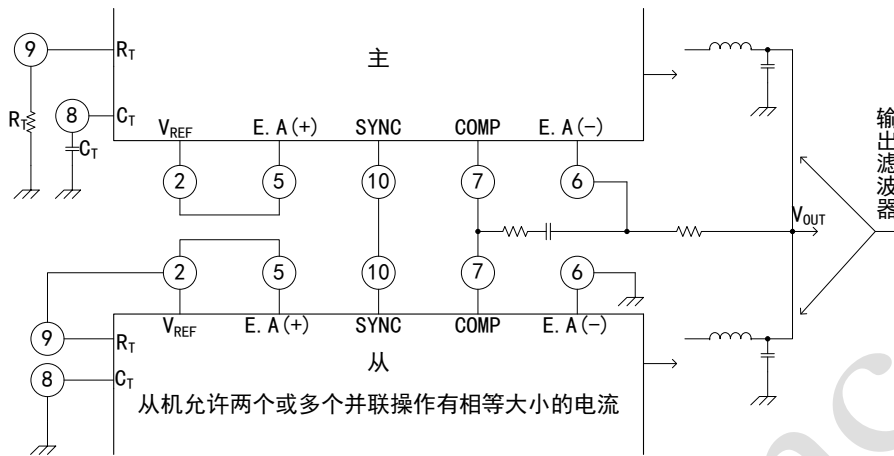 9
R_T
主
R_T
8
C_T
C_T
V_REF
E.A(+)
SYNC
COMP
E.A(-)
2
5
10
7
6
输出滤波器
V_OUT
2
5
10
7
6
V_REF
E.A(+)
SYNC
COMP
E.A(-)
9
R_T
从
8
C_T
从机允许两个或多个并联操作有相等大小的电流